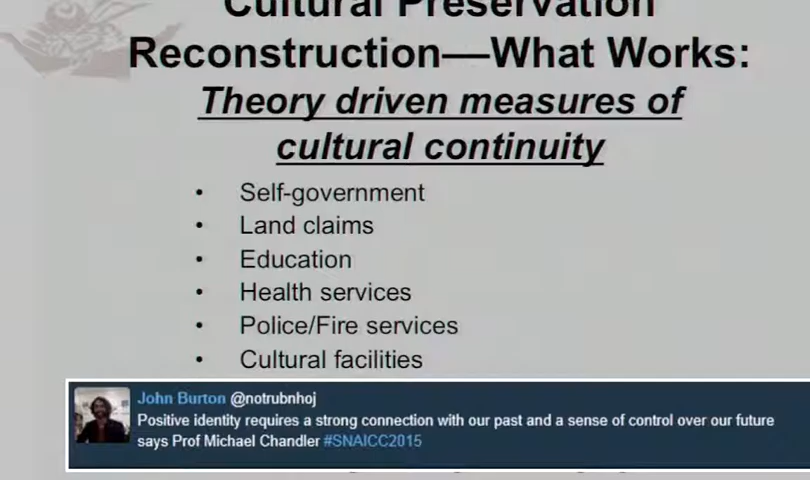 Cultural Preservation
Reconstruction—What Works:
Theory driven measures of
cultural continuity
• Self-government
• Land claims
• Education
• Health services
• Police/Fire services
• Cultural facilities
John Burton @notrubnhoj
Positive identity requires a strong connection with our past and a sense of control over our future
says Prof Michael Chandler #SNAICC2015